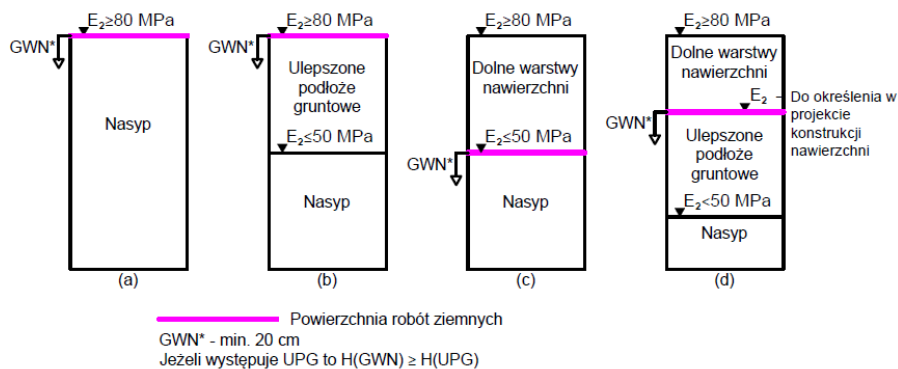 E₂≥80 MPa
GWN*
Nasyp
(a)
E₂≥80 MPa
GWN*
Ulepszone
podłoże
gruntowe
E₂≤50 MPa
Nasyp
(b)
E₂≥80 MPa
Dolne warstwy
nawierzchni
E₂≤50 MPa
GWN*
Nasyp
(c)
E₂≥80 MPa
Dolne warstwy
nawierzchni
E₂ – Do określenia w
projekcie
konstrukcji
nawierzchni
GWN*
Ulepszone
podłoże
gruntowe
E₂<50 MPa
Nasyp
(d)
Powierzchnia robót ziemnych
GWN* - min. 20 cm
Jeżeli występuje UPG to H(GWN) ≥ H(UPG)